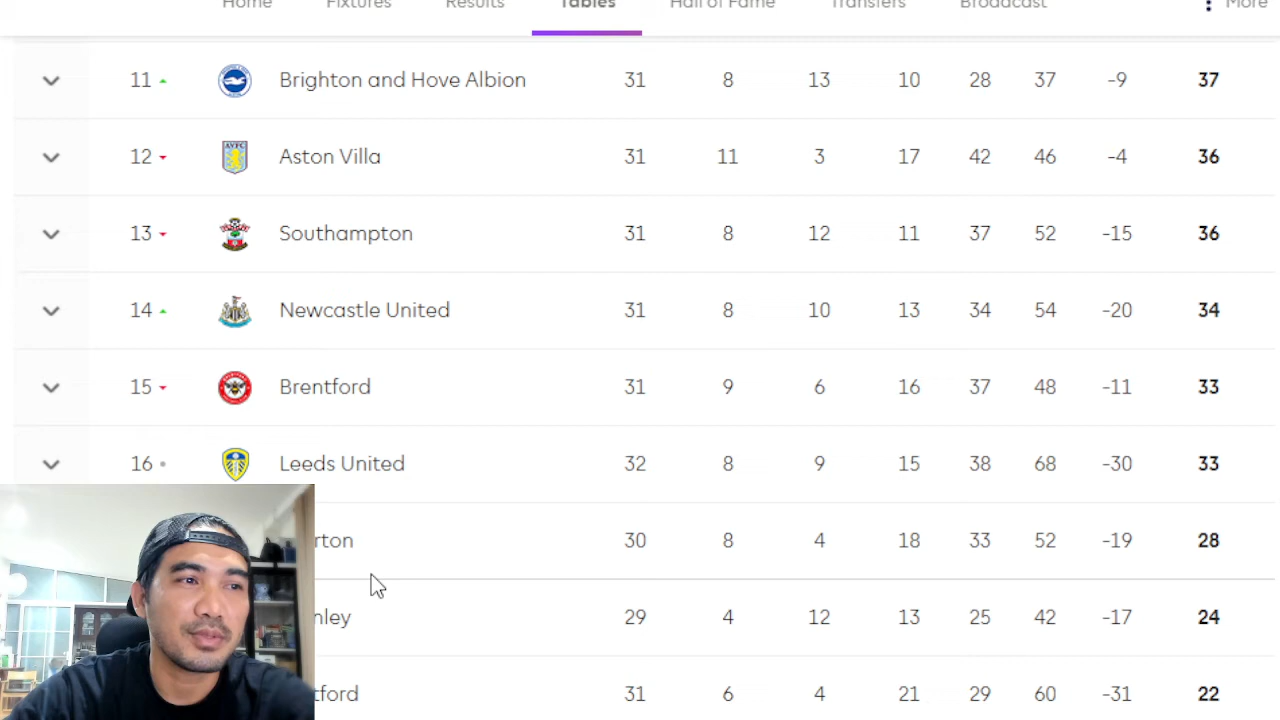 Home Fixtures Results Tables Hall of Fame Transfers Broadcast More
11 Brighton and Hove Albion 31 8 13 10 28 37 -9 37
12 AVFC Aston Villa 31 11 3 17 42 46 -4 36
13 Southampton 31 8 12 11 37 52 -15 36
14 Newcastle United 31 8 10 13 34 54 -20 34
15 Brentford 31 9 6 16 37 48 -11 33
16 Leeds United 32 8 9 15 38 68 -30 33
rton 30 8 4 18 33 52 -19 28
nley 29 4 12 13 25 42 -17 24
tford 31 6 4 21 29 60 -31 22